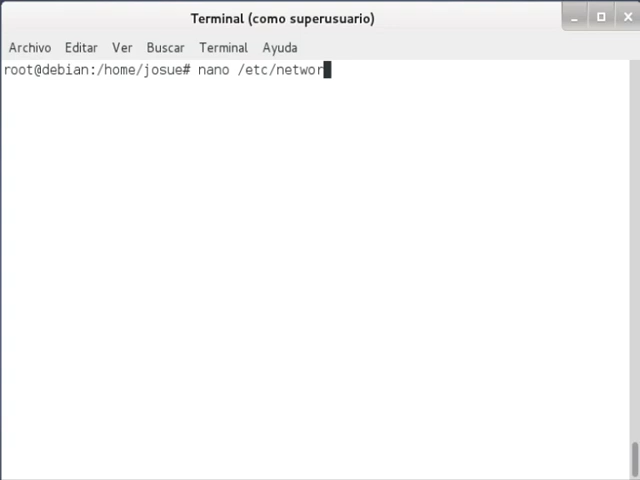 Terminal (como superusuario)
Archivo Editar Ver Buscar Terminal Ayuda
root@debian:/home/josue# nano /etc/networ